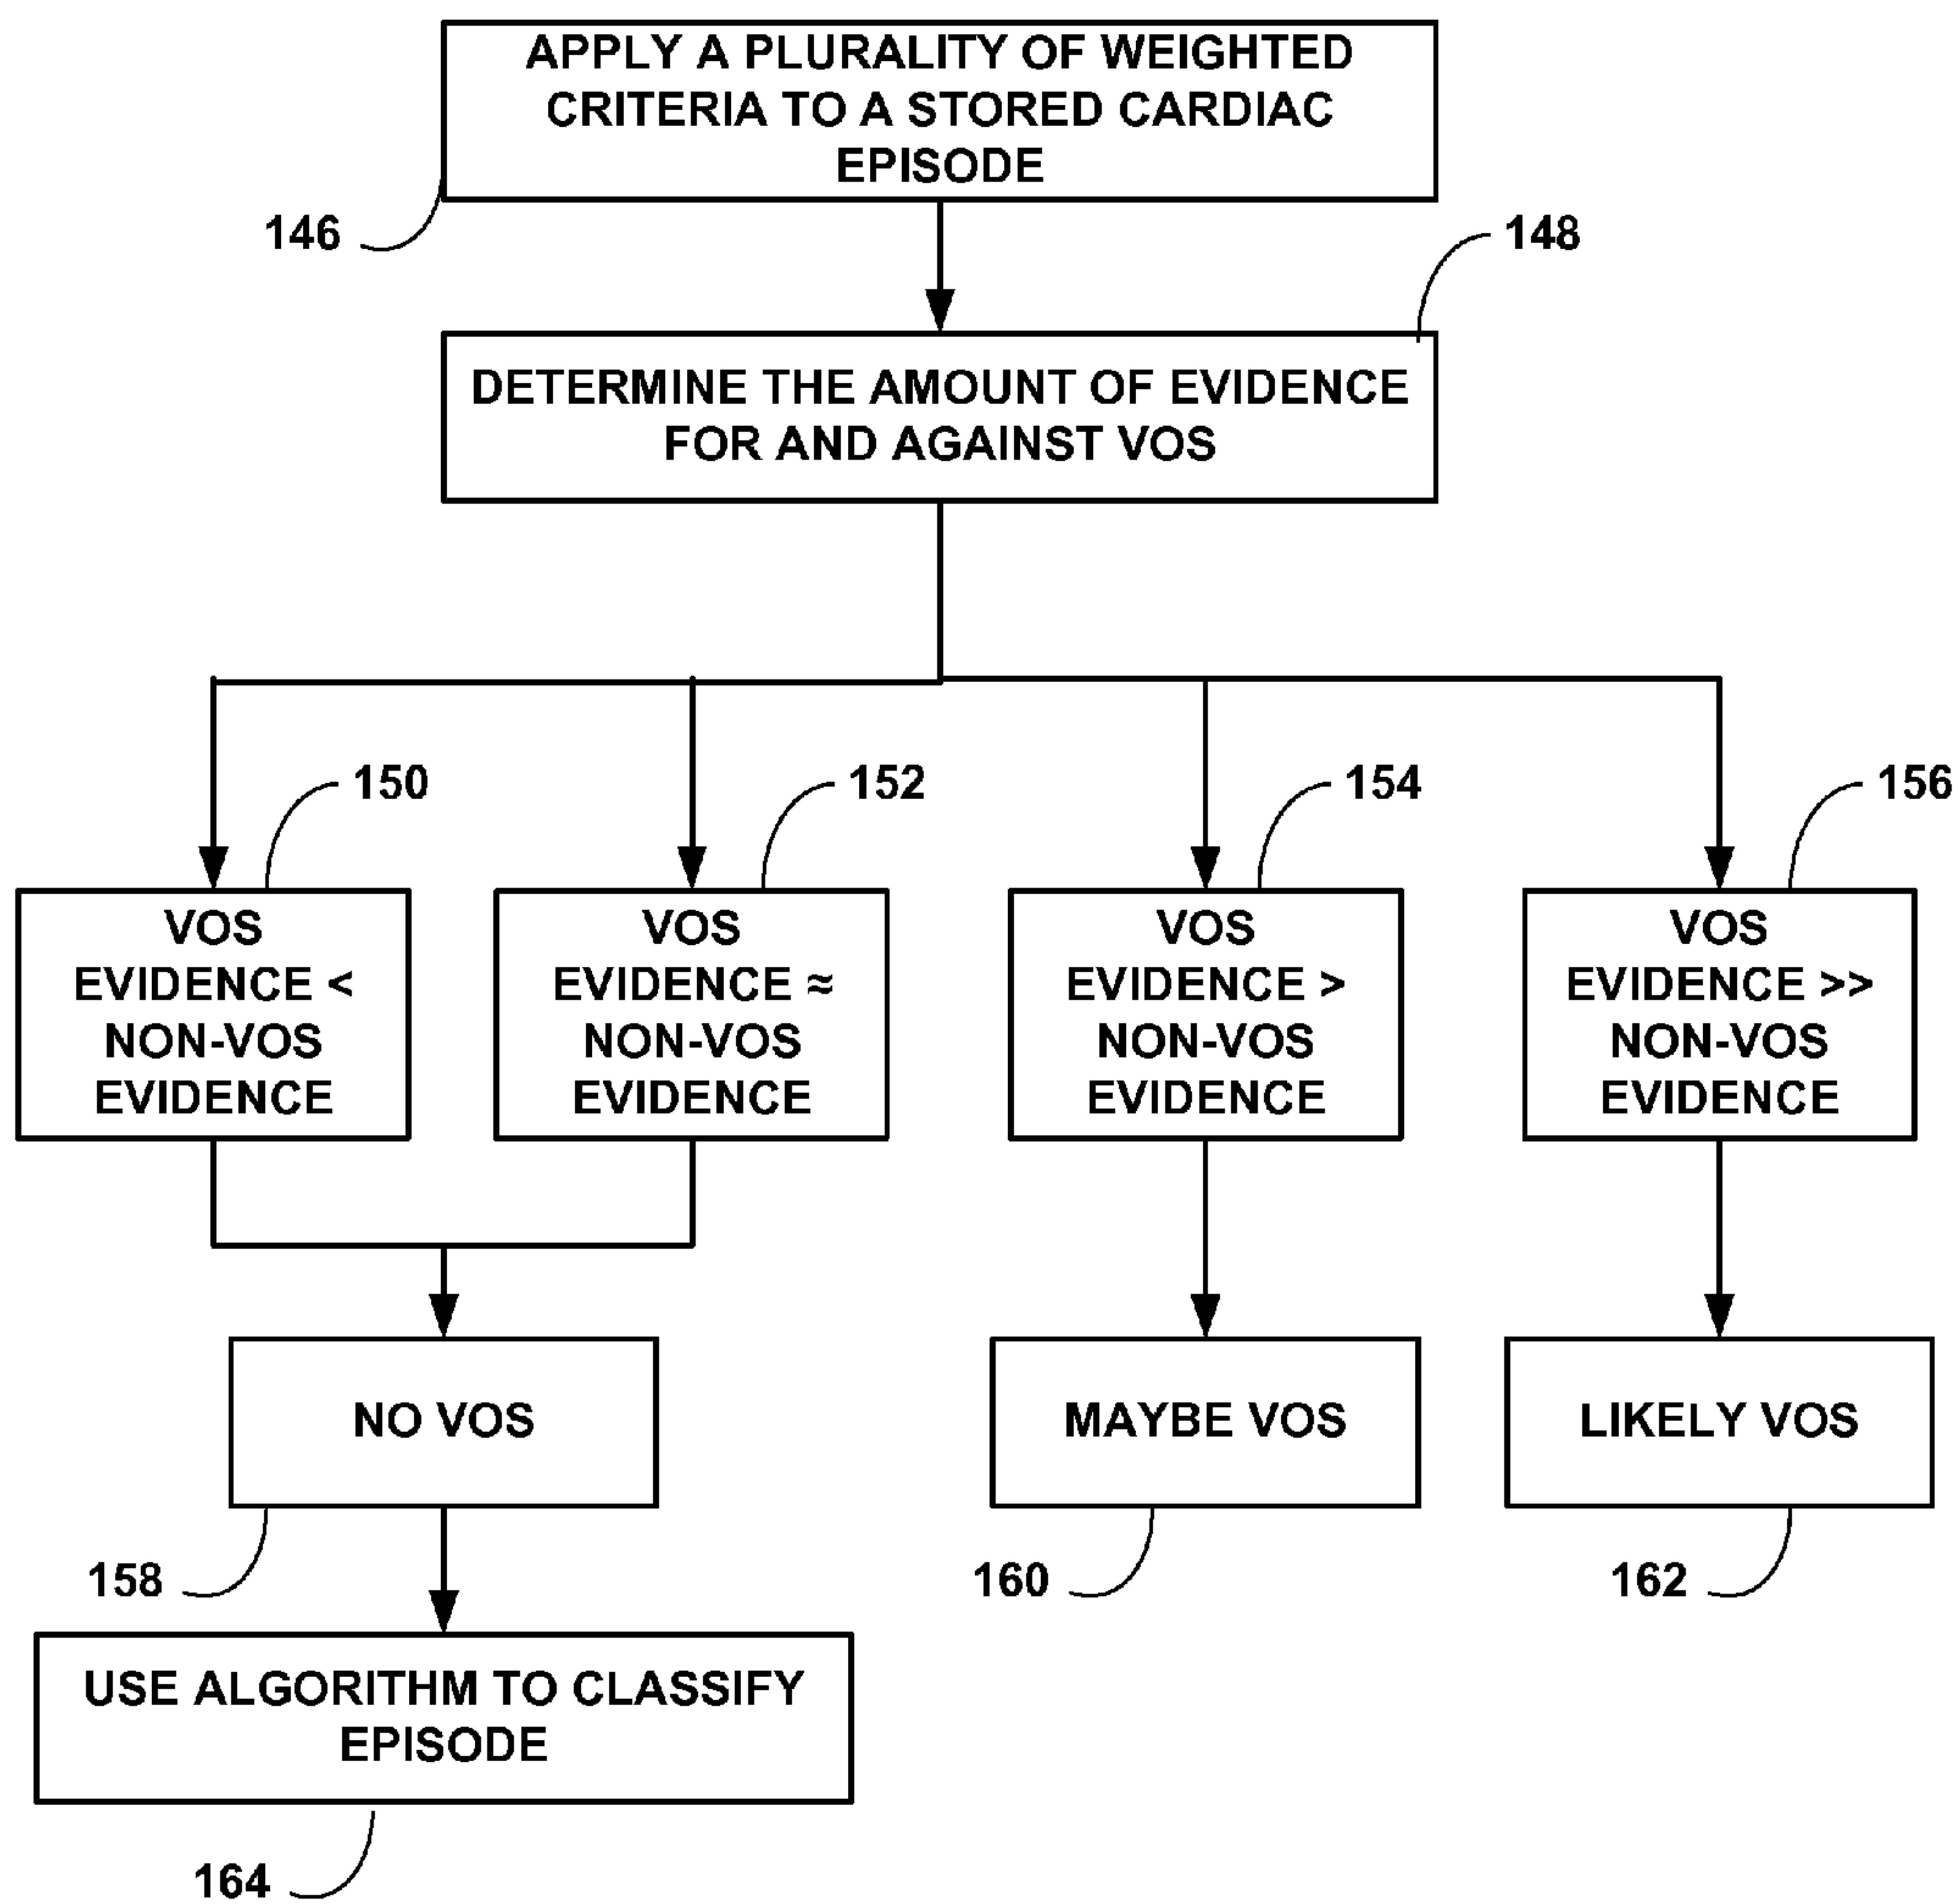 APPLY A PLURALITY OF WEIGHTED
CRITERIA TO A STORED CARDIAC
EPISODE
146
148
DETERMINE THE AMOUNT OF EVIDENCE
FOR AND AGAINST VOS
150
152
154
156
VOS
EVIDENCE <
NON-VOS
EVIDENCE
VOS
EVIDENCE ≈
NON-VOS
EVIDENCE
VOS
EVIDENCE >
NON-VOS
EVIDENCE
VOS
EVIDENCE >>
NON-VOS
EVIDENCE
NO VOS
MAYBE VOS
LIKELY VOS
158
160
162
USE ALGORITHM TO CLASSIFY
EPISODE
164